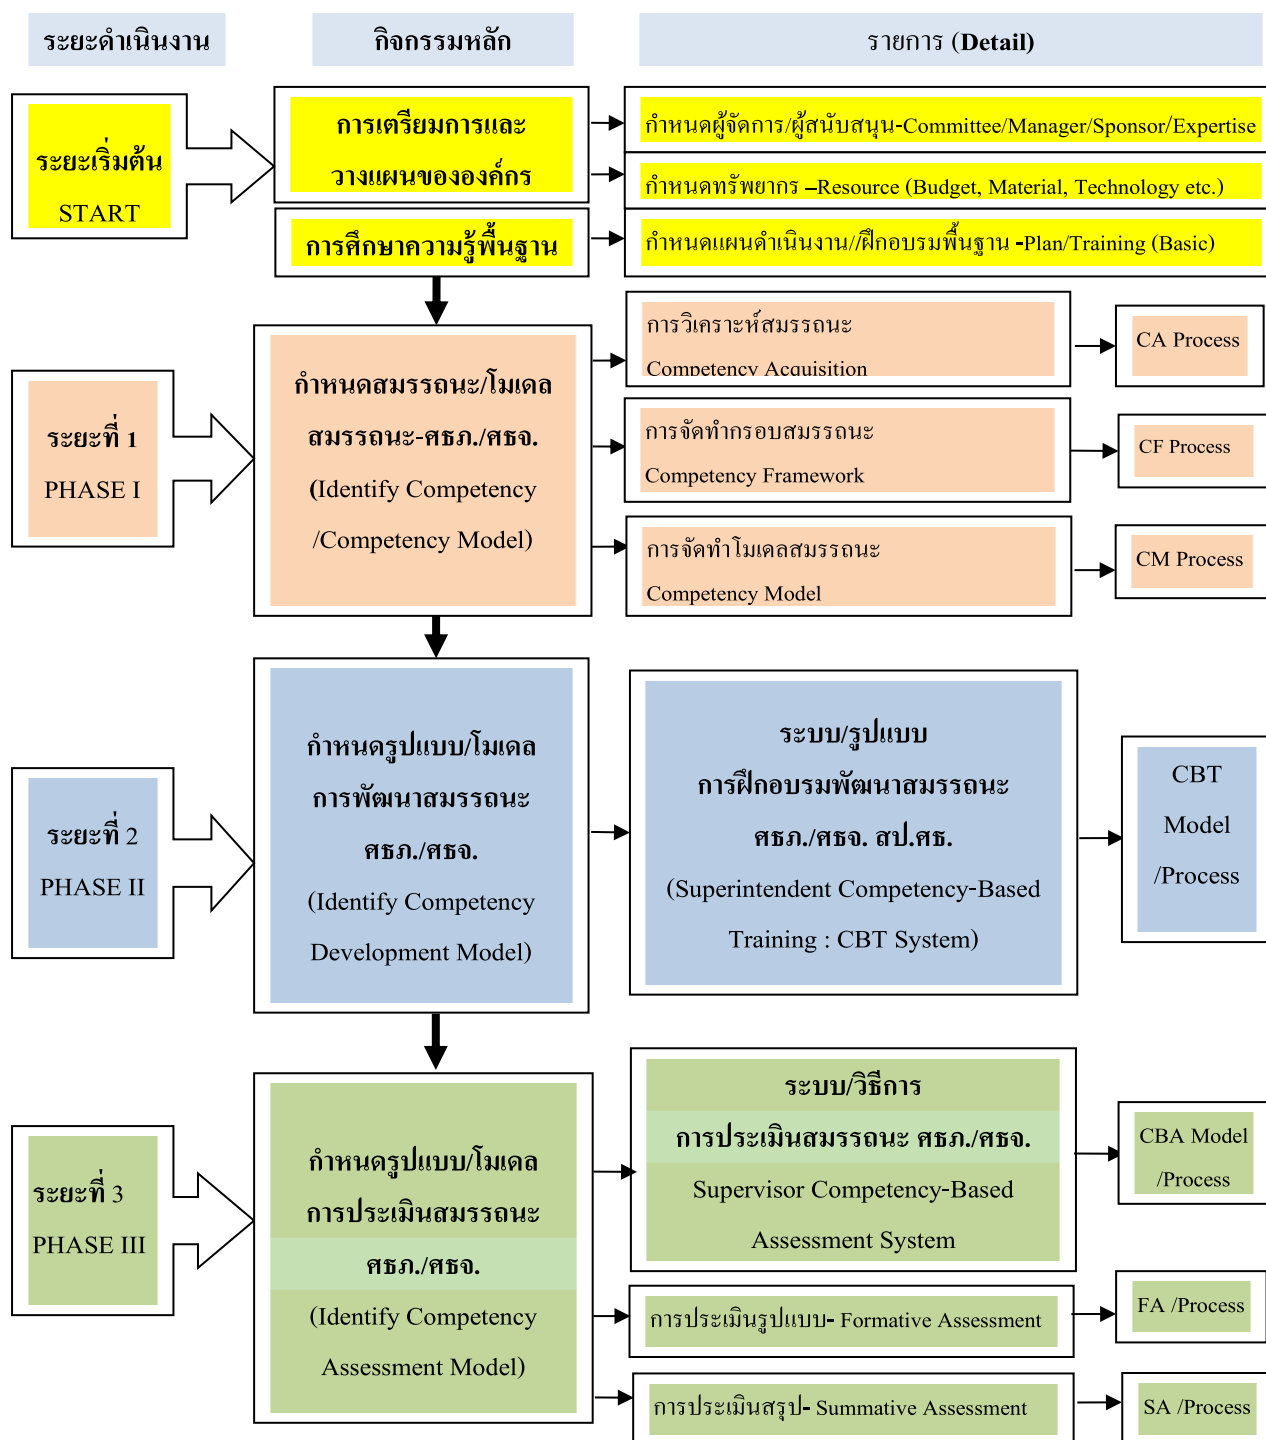 ระยะดำเนินงาน
กิจกรรมหลัก
รายการ (Detail)
ระยะเริ่มต้น
START
การเตรียมการและ
วางแผนขององค์กร
กำหนดผู้จัดการ/ผู้สนับสนุน-Committee/Manager/Sponsor/Expertise
กำหนดทรัพยากร –Resource (Budget, Material, Technology etc.)
การศึกษาความรู้พื้นฐาน
กำหนดแผนดำเนินงาน//ฝึกอบรมพื้นฐาน -Plan/Training (Basic)
ระยะที่ 1
PHASE I
กำหนดสมรรถนะ/โมเดล
สมรรถนะ-ศธภ./ศธจ.
(Identify Competency
/Competency Model)
การวิเคราะห์สมรรถนะ
Competency Acquisition
CA Process
การจัดทำกรอบสมรรถนะ
Competency Framework
CF Process
การจัดทำโมเดลสมรรถนะ
Competency Model
CM Process
ระยะที่ 2
PHASE II
กำหนดรูปแบบ/โมเดล
การพัฒนาสมรรถนะ
ศธภ./ศธจ.
(Identify Competency
Development Model)
ระบบ/รูปแบบ
การฝึกอบรมพัฒนาสมรรถนะ
ศธภ./ศธจ. สป.ศธ.
(Superintendent Competency-Based
Training : CBT System)
CBT
Model
/Process
ระยะที่ 3
PHASE III
กำหนดรูปแบบ/โมเดล
การประเมินสมรรถนะ
ศธภ./ศธจ.
(Identify Competency
Assessment Model)
ระบบ/วิธีการ
การประเมินสมรรถนะ ศธภ./ศธจ.
Supervisor Competency-Based
Assessment System
CBA Model
/Process
การประเมินรูปแบบ- Formative Assessment
FA /Process
การประเมินสรุป- Summative Assessment
SA /Process